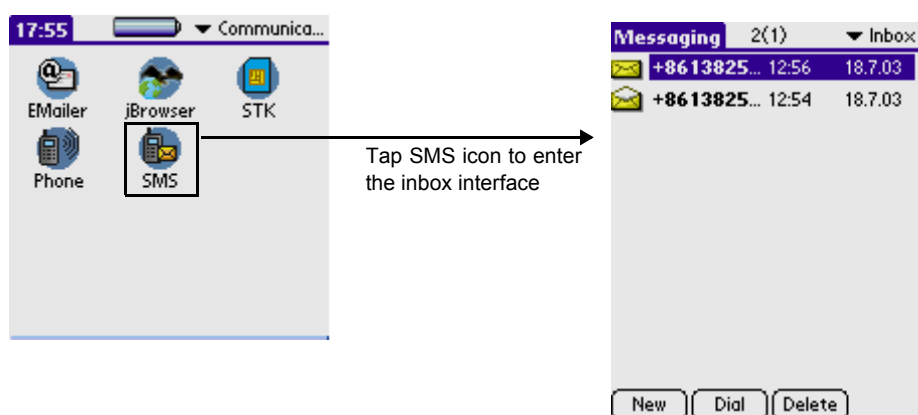 17:55 Communica...
EMailer jBrowser STK
Phone SMS
Tap SMS icon to enter
the inbox interface
Messaging 2(1) Inbox
+8613825... 12:56 18.7.03
+8613825... 12:54 18.7.03
New Dial Delete